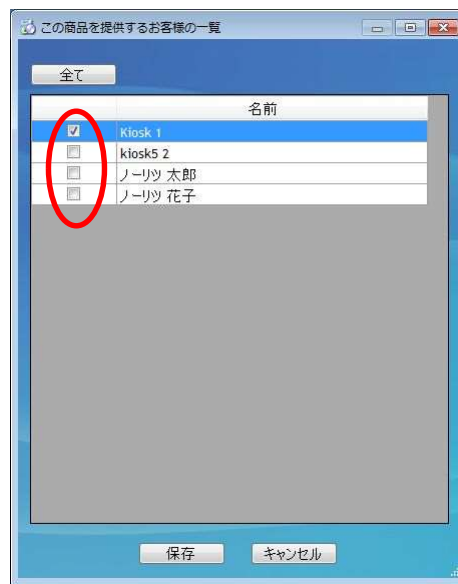 この商品を提供するお客様の一覧
全て
名前
Kiosk 1
kiosk5 2
ノーリツ 太郎
ノーリツ 花子
保存 キャンセル